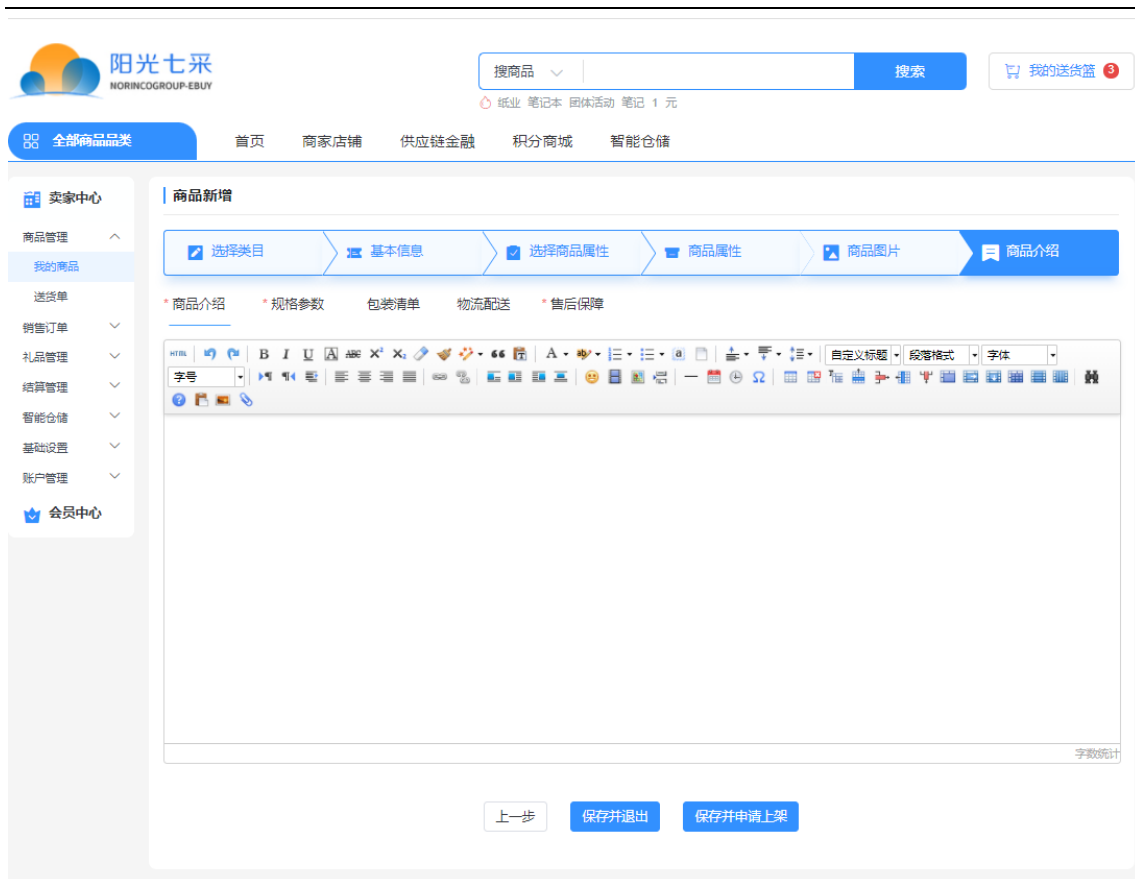 阳光七采
NORINCOGROUP-EBUY
搜商品
搜索
我的送货篮 3
纸业 笔记本 团体活动 笔记 1 元
全部商品品类
首页 商家店铺 供应链金融 积分商城 智能仓储
卖家中心
商品管理
我的商品
送货单
销售订单
礼品管理
结算管理
智能仓储
基础设置
账户管理
会员中心
商品新增
选择类目 基本信息 选择商品属性 商品属性 商品图片 商品介绍
* 商品介绍 * 规格参数 包装清单 物流配送 * 售后保障
HTML B I U A ABC X² X₂ A ab a 自定义标题 段落格式 字体
字号 Ω
字数统计
上一步 保存并退出 保存并申请上架